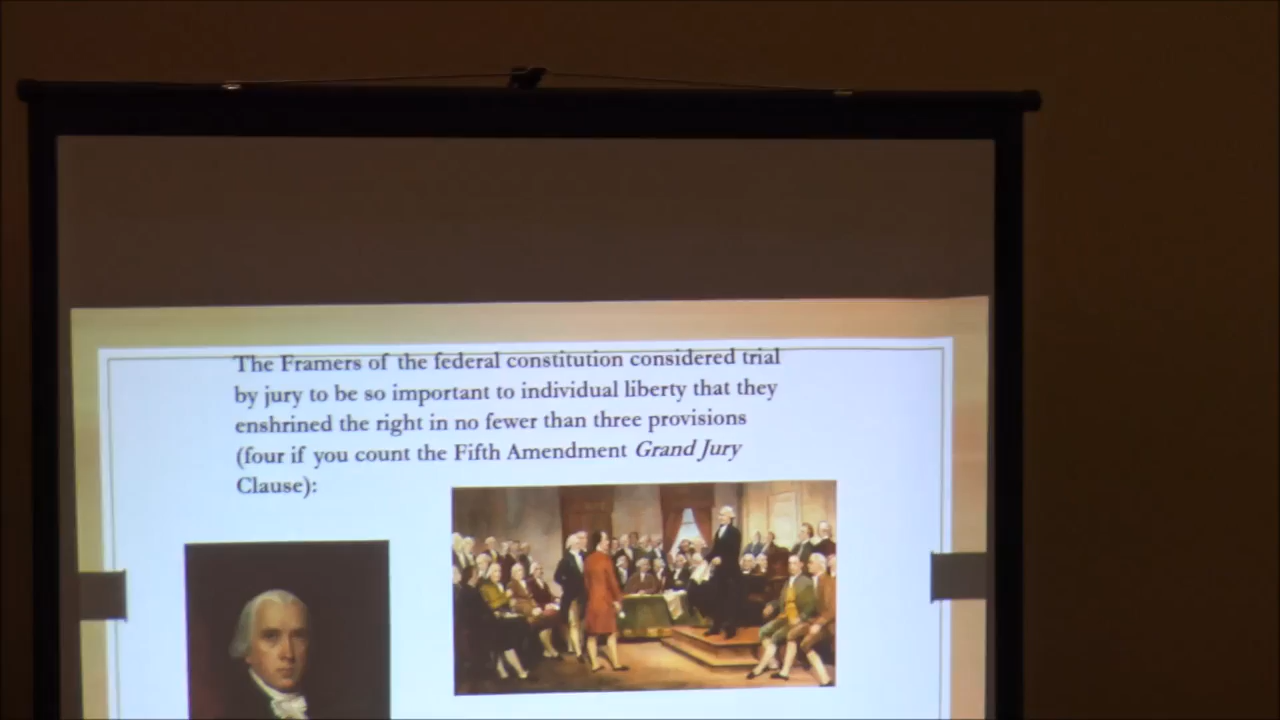 The Framers of the federal constitution considered trial
by jury to be so important to individual liberty that they
enshrined the right in no fewer than three provisions
(four if you count the Fifth Amendment Grand Jury
Clause):